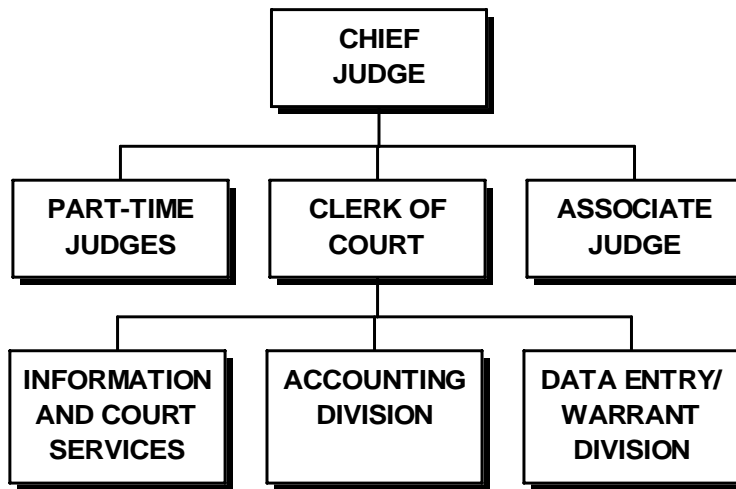 CHIEF
JUDGE
PART-TIME
JUDGES
CLERK OF
COURT
ASSOCIATE
JUDGE
INFORMATION
AND COURT
SERVICES
ACCOUNTING
DIVISION
DATA ENTRY/
WARRANT
DIVISION